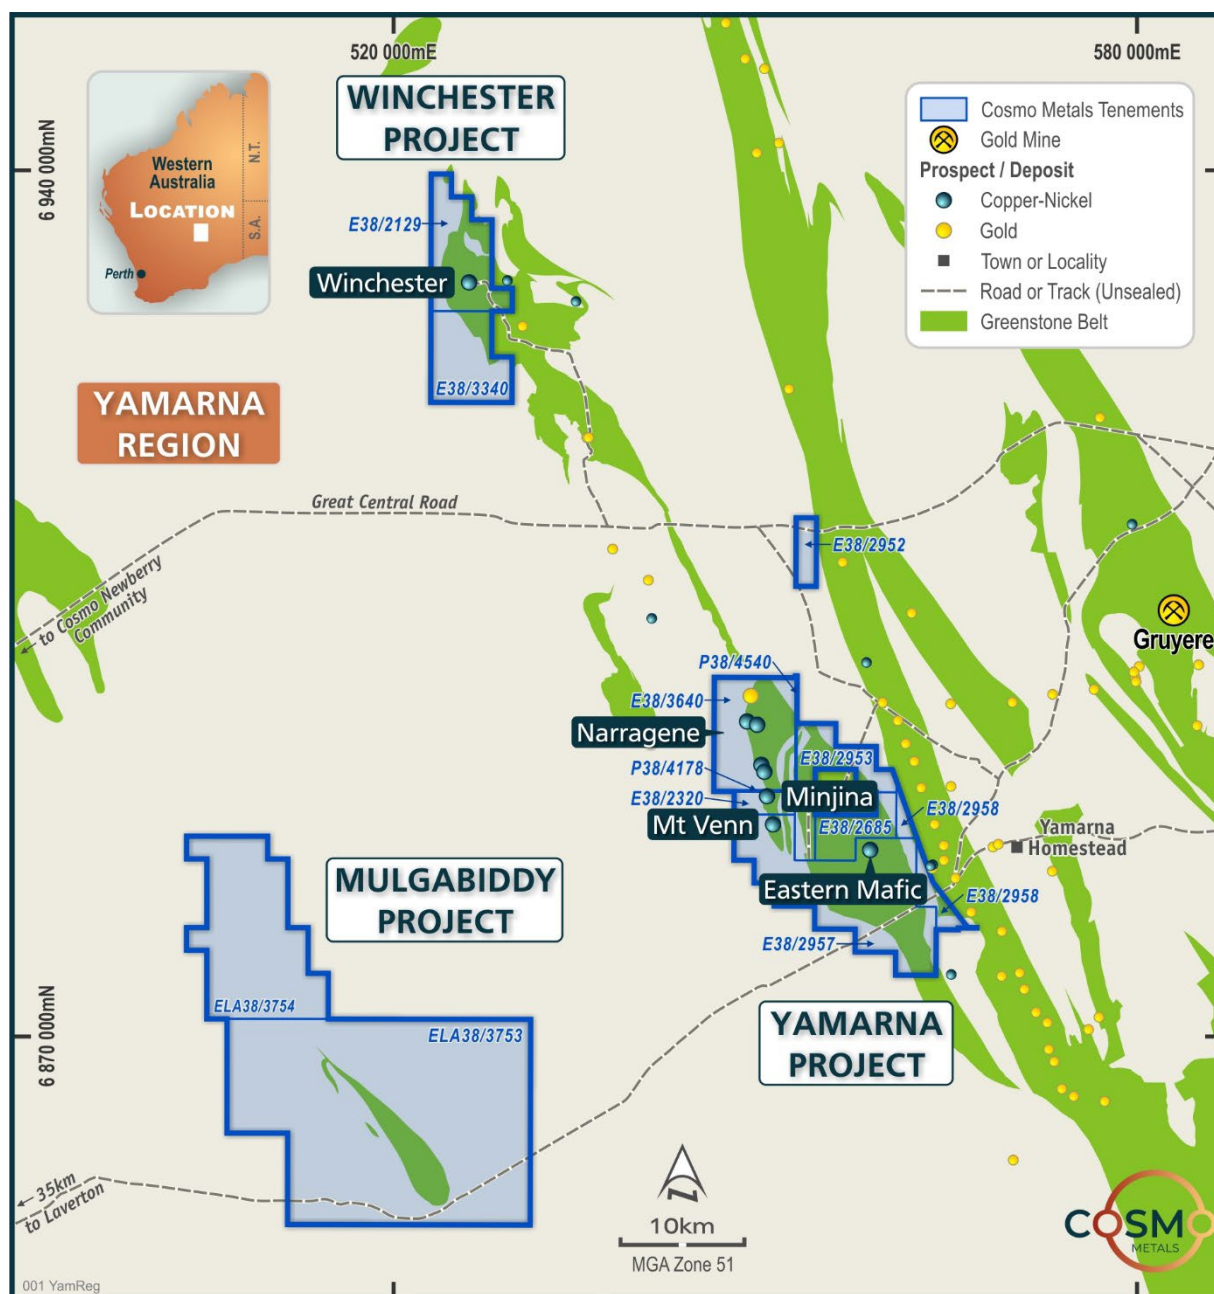 520 000mE
580 000mE
6 940 000mN
6 870 000mN
Western
Australia
LOCATION
Perth
N.T.
S.A.
WINCHESTER
PROJECT
Cosmo Metals Tenements
Gold Mine
Prospect / Deposit
Copper-Nickel
Gold
Town or Locality
Road or Track (Unsealed)
Greenstone Belt
E38/2129
Winchester
E38/3340
YAMARNA
REGION
Great Central Road
to Cosmo Newberry
Community
E38/2952
Gruyere
P38/4540
E38/3640
Narragene
P38/4178
E38/2320
Mt Venn
E38/2953
Minjina
E38/2685
E38/2958
Yamarna
Homestead
Eastern Mafic
E38/2958
E38/2957
MULGABIDDY
PROJECT
ELA38/3754
ELA38/3753
YAMARNA
PROJECT
35km
to Laverton
N
10km
MGA Zone 51
COSMO
METALS
001 YamReg